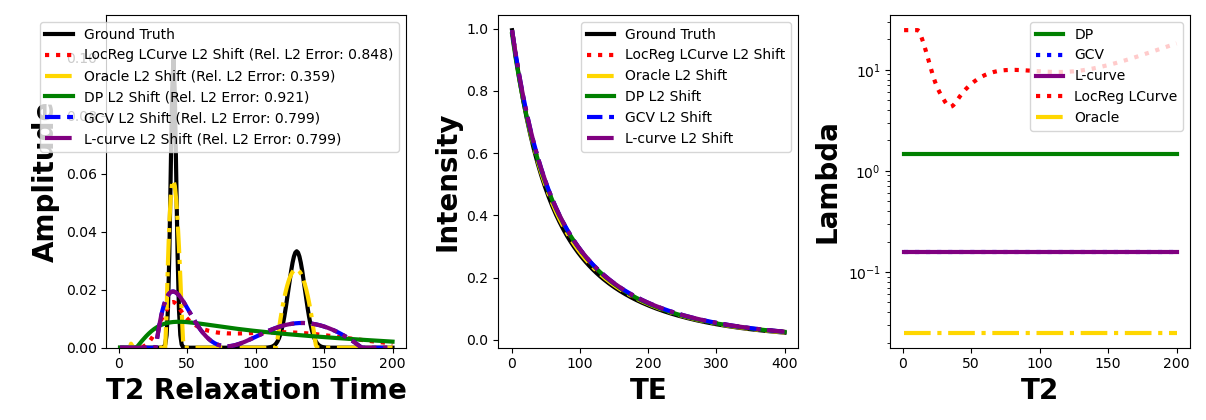 Ground Truth
LocReg LCurve L2 Shift (Rel. L2 Error: 0.848)
Oracle L2 Shift (Rel. L2 Error: 0.359)
DP L2 Shift (Rel. L2 Error: 0.921)
GCV L2 Shift (Rel. L2 Error: 0.799)
L-curve L2 Shift (Rel. L2 Error: 0.799)
Amplitude
0.10
0.08
0.06
0.04
0.02
0.00
0 50 100 150 200
T2 Relaxation Time
Ground Truth
LocReg LCurve L2 Shift
Oracle L2 Shift
DP L2 Shift
GCV L2 Shift
L-curve L2 Shift
Intensity
1.0
0.8
0.6
0.4
0.2
0.0
0 100 200 300 400
TE
DP
GCV
L-curve
LocReg LCurve
Oracle
Lambda
10¹
10⁰
10⁻¹
0 50 100 150 200
T2